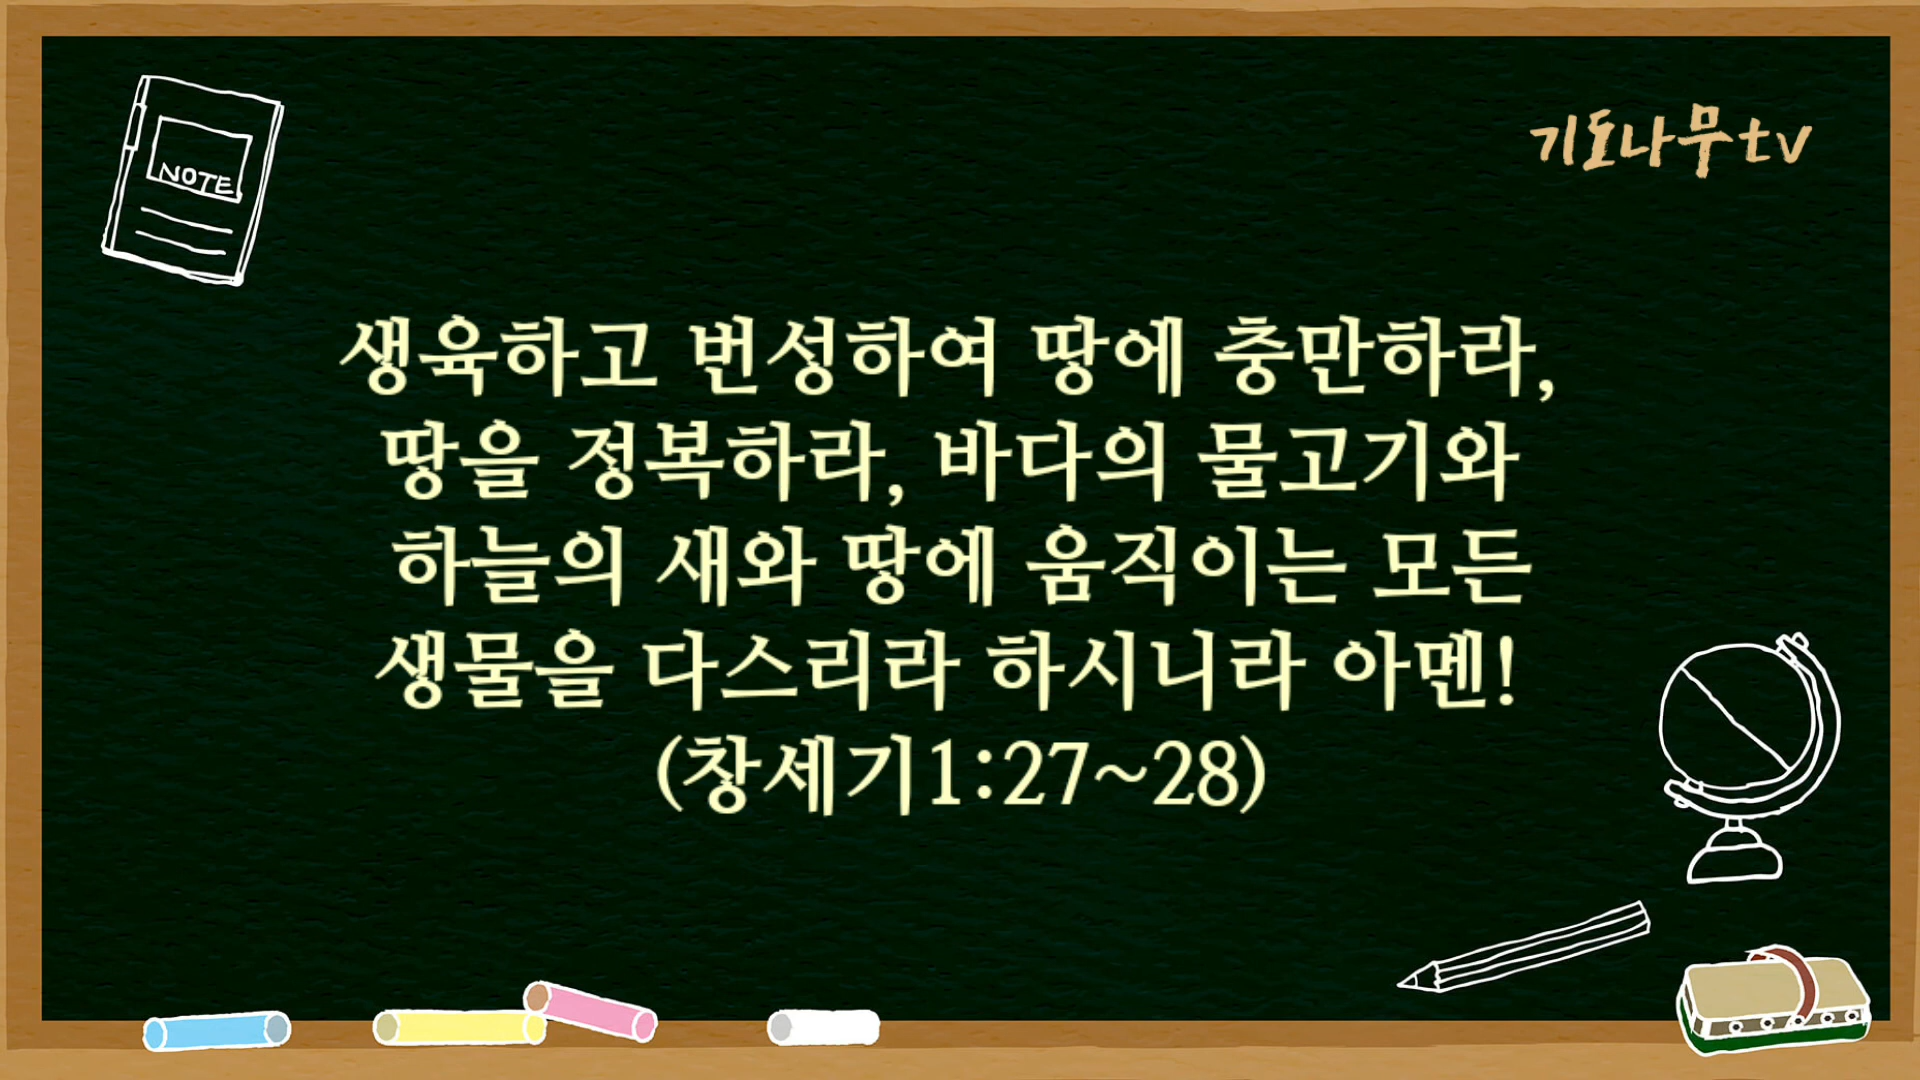 기도나무tv
NOTE
생육하고 번성하여 땅에 충만하라,
땅을 정복하라, 바다의 물고기와
하늘의 새와 땅에 움직이는 모든
생물을 다스리라 하시니라 아멘!
(창세기1:27~28)